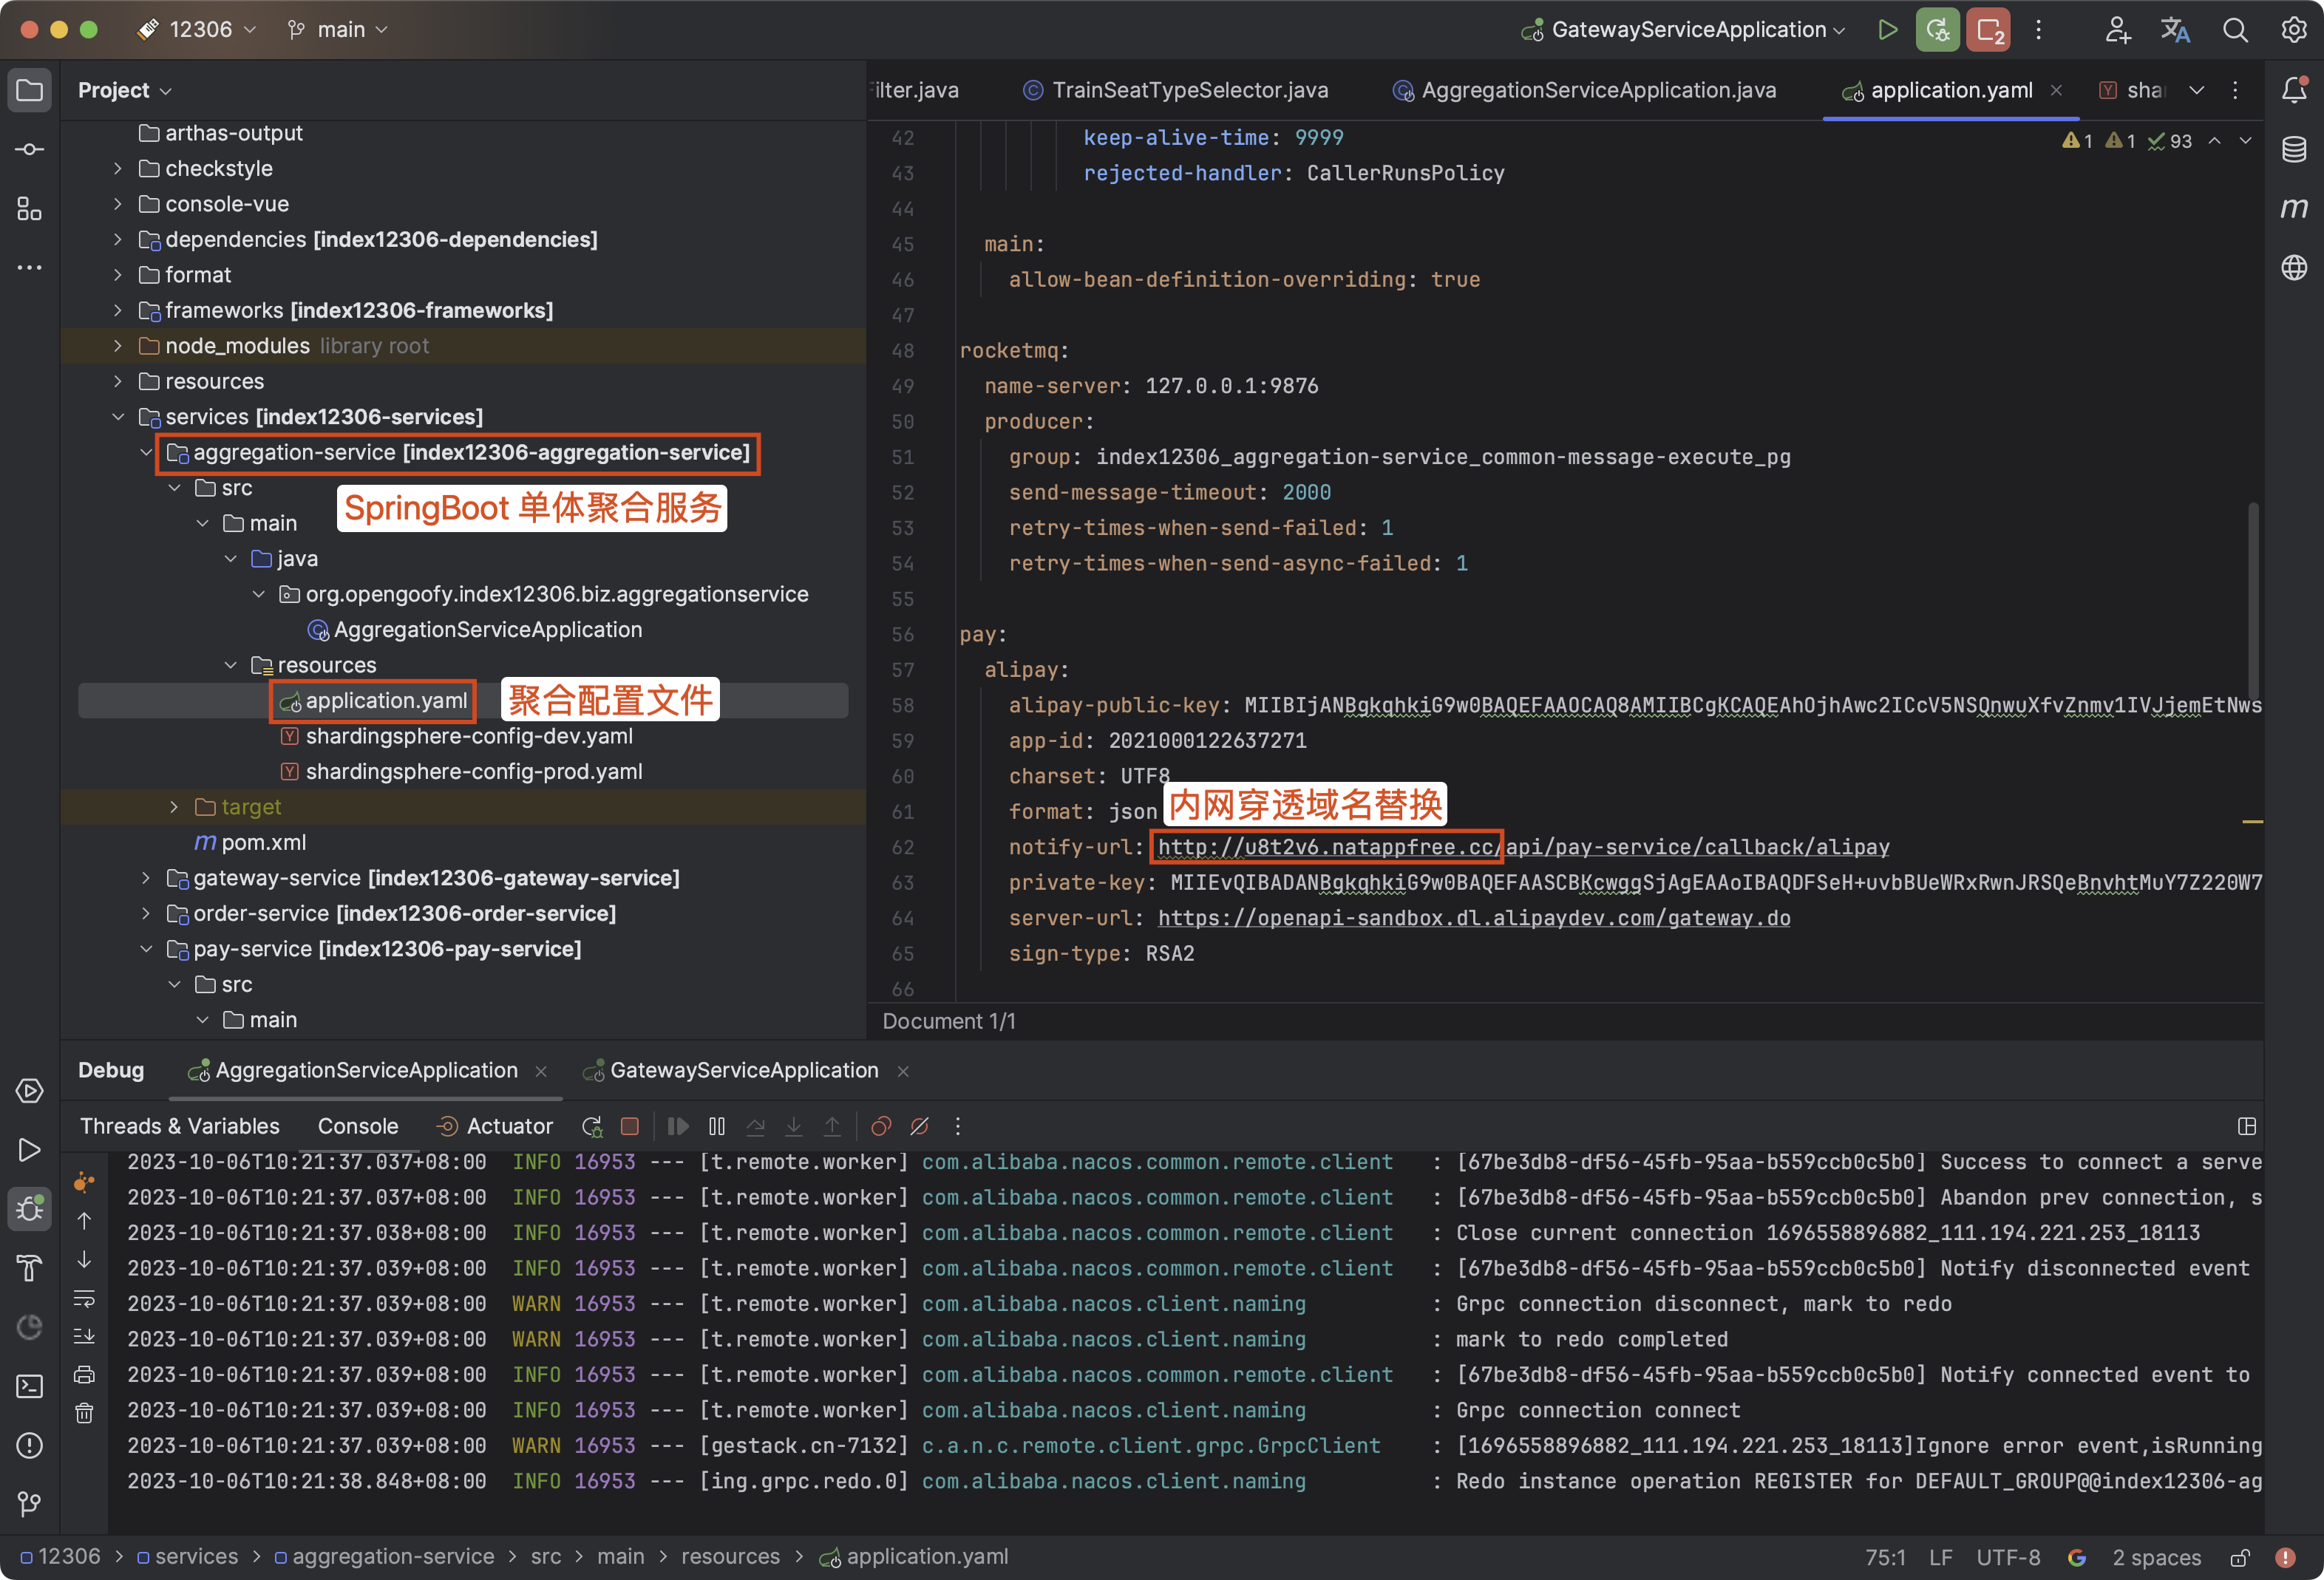 12306
main
GatewayServiceApplication
2
Project
arthas-output
checkstyle
console-vue
dependencies [index12306-dependencies]
format
frameworks [index12306-frameworks]
node_modules library root
resources
services [index12306-services]
aggregation-service [index12306-aggregation-service]
src
SpringBoot 单体聚合服务
main
java
org.opengoofy.index12306.biz.aggregationservice
AggregationServiceApplication
resources
application.yaml
聚合配置文件
shardingsphere-config-dev.yaml
shardingsphere-config-prod.yaml
target
pom.xml
gateway-service [index12306-gateway-service]
order-service [index12306-order-service]
pay-service [index12306-pay-service]
src
main
ilter.java
TrainSeatTypeSelector.java
AggregationServiceApplication.java
application.yaml
sha
1 1 93
42 keep-alive-time: 9999
43 rejected-handler: CallerRunsPolicy
44
45 main:
46 allow-bean-definition-overriding: true
47
48 rocketmq:
49 name-server: 127.0.0.1:9876
50 producer:
51 group: index12306_aggregation-service_common-message-execute_pg
52 send-message-timeout: 2000
53 retry-times-when-send-failed: 1
54 retry-times-when-send-async-failed: 1
55
56 pay:
57 alipay:
58 alipay-public-key: MIIBIjANBgkqhkiG9w0BAQEFAAOCAQ8AMIIBCgKCAQEAhOjhAwc2ICcV5NSQnwuXfvZnmv1IVJjemEtNws
59 app-id: 2021000122637271
60 charset: UTF8
61 format: json
内网穿透域名替换
62 notify-url: http://u8t2v6.natappfree.cc/api/pay-service/callback/alipay
63 private-key: MIIEvQIBADANBgkqhkiG9w0BAQEFAASCBKcwggSjAgEAAoIBAQDFSeH+uvbBUeWRxRwnJRSQeBnvhtMuY7Z220W7
64 server-url: https://openapi-sandbox.dl.alipaydev.com/gateway.do
65 sign-type: RSA2
66
Document 1/1
Debug
AggregationServiceApplication
GatewayServiceApplication
Threads & Variables
Console
Actuator
2023-10-06T10:21:37.037+08:00 INFO 16953 --- [t.remote.worker] com.alibaba.nacos.common.remote.client : [67be3db8-df56-45fb-95aa-b559ccb0c5b0] Success to connect a serve
2023-10-06T10:21:37.037+08:00 INFO 16953 --- [t.remote.worker] com.alibaba.nacos.common.remote.client : [67be3db8-df56-45fb-95aa-b559ccb0c5b0] Abandon prev connection, s
2023-10-06T10:21:37.038+08:00 INFO 16953 --- [t.remote.worker] com.alibaba.nacos.common.remote.client : Close current connection 1696558896882_111.194.221.253_18113
2023-10-06T10:21:37.039+08:00 INFO 16953 --- [t.remote.worker] com.alibaba.nacos.common.remote.client : [67be3db8-df56-45fb-95aa-b559ccb0c5b0] Notify disconnected event
2023-10-06T10:21:37.039+08:00 WARN 16953 --- [t.remote.worker] com.alibaba.nacos.client.naming : Grpc connection disconnect, mark to redo
2023-10-06T10:21:37.039+08:00 WARN 16953 --- [t.remote.worker] com.alibaba.nacos.client.naming : mark to redo completed
2023-10-06T10:21:37.039+08:00 INFO 16953 --- [t.remote.worker] com.alibaba.nacos.common.remote.client : [67be3db8-df56-45fb-95aa-b559ccb0c5b0] Notify connected event to
2023-10-06T10:21:37.039+08:00 INFO 16953 --- [t.remote.worker] com.alibaba.nacos.client.naming : Grpc connection connect
2023-10-06T10:21:37.039+08:00 WARN 16953 --- [gestack.cn-7132] c.a.n.c.remote.client.grpc.GrpcClient : [1696558896882_111.194.221.253_18113]Ignore error event,isRunning
2023-10-06T10:21:38.848+08:00 INFO 16953 --- [ing.grpc.redo.0] com.alibaba.nacos.client.naming : Redo instance operation REGISTER for DEFAULT_GROUP@@index12306-ag
12306 > services > aggregation-service > src > main > resources > application.yaml
75:1 LF UTF-8 2 spaces